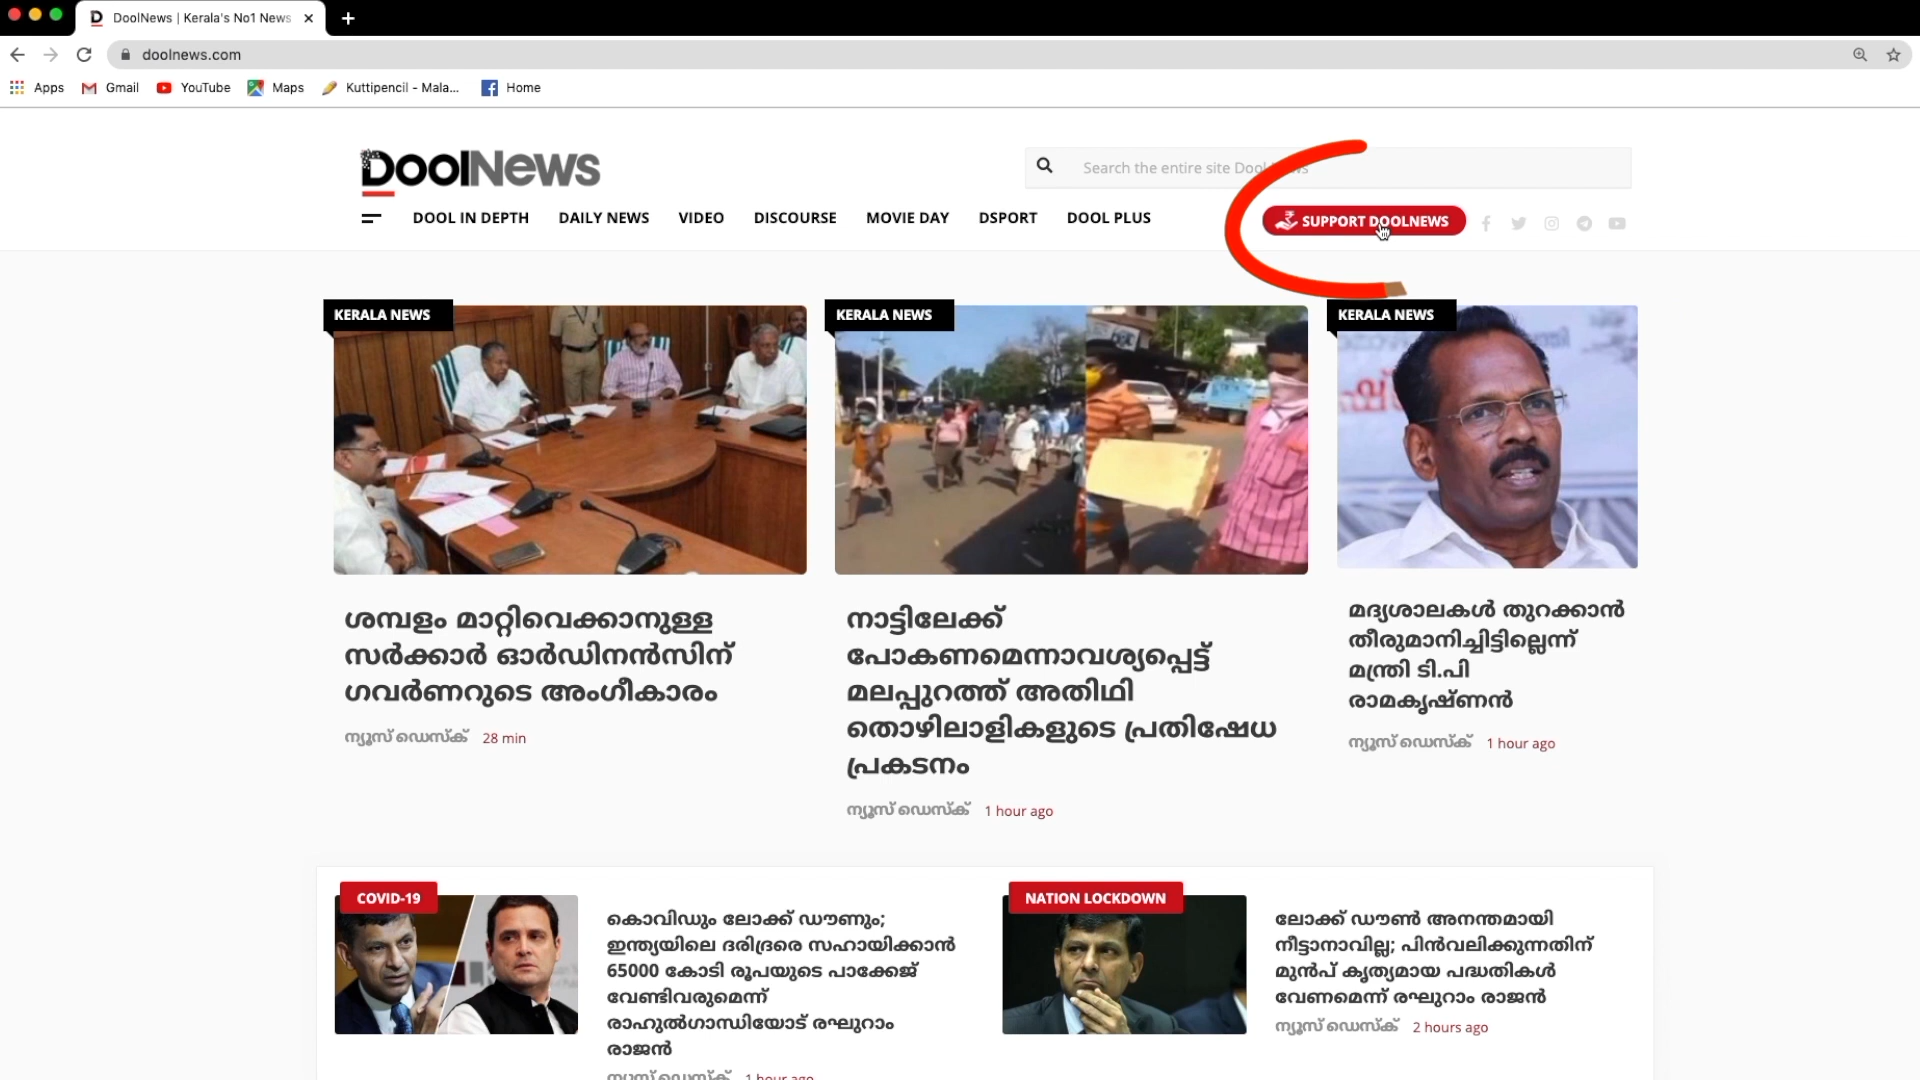 DoolNews | Kerala's No1 News
doolnews.com
Apps Gmail YouTube Maps Kuttipencil - Mala... Home
DoolNews
Search the entire site Dool
DOOL IN DEPTH DAILY NEWS VIDEO DISCOURSE MOVIE DAY DSPORT DOOL PLUS
SUPPORT DOOLNEWS
KERALA NEWS
ശമ്പളം മാറ്റിവെക്കാനുള്ള
സര്‍ക്കാര്‍ ഓര്‍ഡിനന്‍സിന്
ഗവര്‍ണറുടെ അംഗീകാരം
ന്യൂസ് ഡെസ്‌ക് 28 min
KERALA NEWS
നാട്ടിലേക്ക്
പോകണമെന്നാവശ്യപ്പെട്ട്
മലപ്പുറത്ത് അതിഥി
തൊഴിലാളികളുടെ പ്രതിഷേധ
പ്രകടനം
ന്യൂസ് ഡെസ്‌ക് 1 hour ago
KERALA NEWS
മദ്യശാലകള്‍ തുറക്കാന്‍
തീരുമാനിച്ചിട്ടില്ലെന്ന്
മന്ത്രി ടി.പി
രാമകൃഷ്ണന്‍
ന്യൂസ് ഡെസ്‌ക് 1 hour ago
COVID-19
കൊവിഡും ലോക്ക് ഡൗണും;
ഇന്ത്യയിലെ ദരിദ്രരെ സഹായിക്കാന്‍
65000 കോടി രൂപയുടെ പാക്കേജ്
വേണ്ടിവരുമെന്ന്
രാഹുല്‍ഗാന്ധിയോട് രഘുറാം
രാജന്‍
ന്യൂസ് ഡെസ്‌ക് 1 hour ago
NATION LOCKDOWN
ലോക്ക് ഡൗണ്‍ അനന്തമായി
നീട്ടാനാവില്ല; പിന്‍വലിക്കുന്നതിന്
മുന്‍പ് കൃത്യമായ പദ്ധതികള്‍
വേണമെന്ന് രഘുറാം രാജന്‍
ന്യൂസ് ഡെസ്‌ക് 2 hours ago